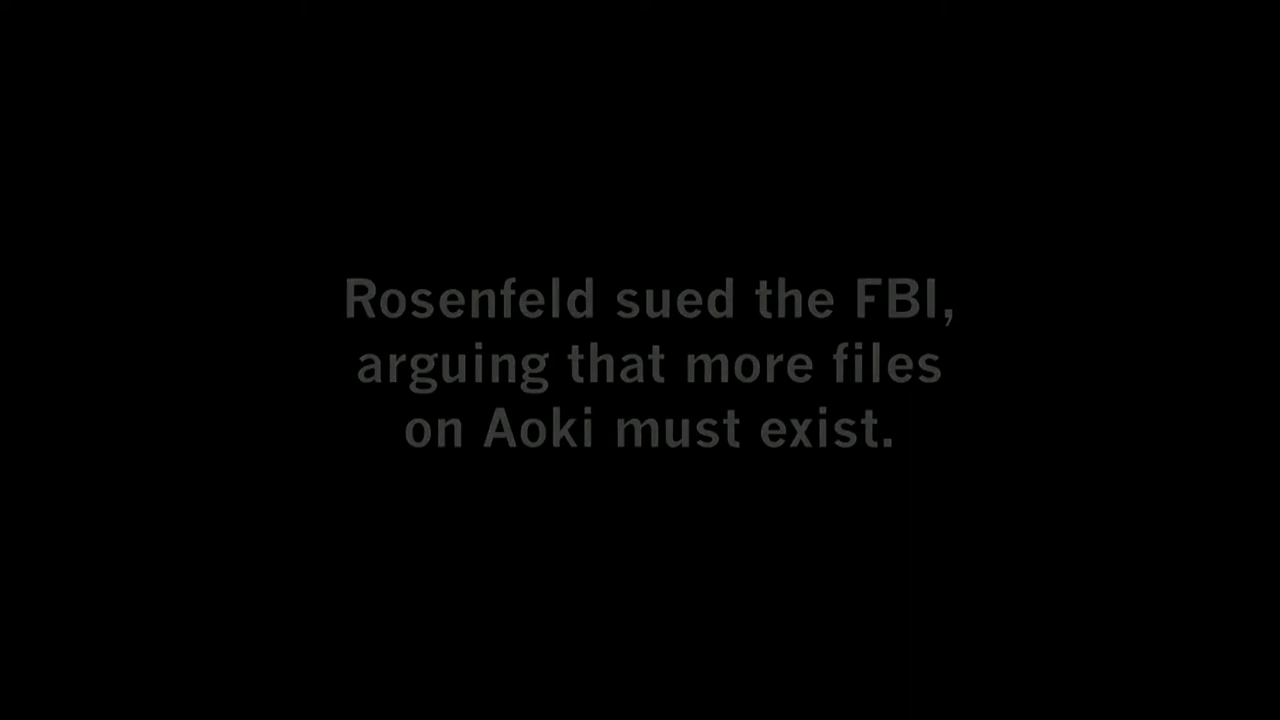 Rosenfeld sued the FBI,
arguing that more files
on Aoki must exist.